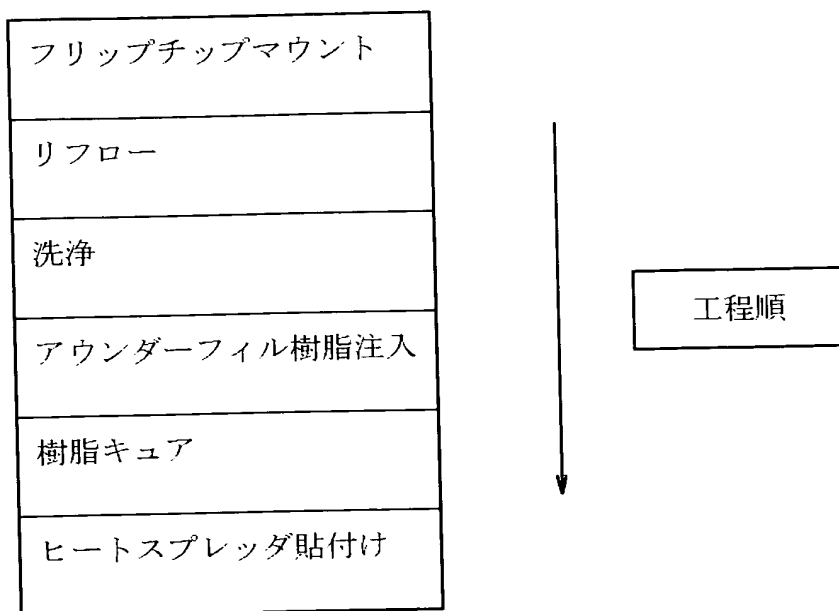 フリップチップマウント
リフロー
洗浄
アウンダーフィル樹脂注入
樹脂キュア
ヒートスプレッダ貼付け
工程順